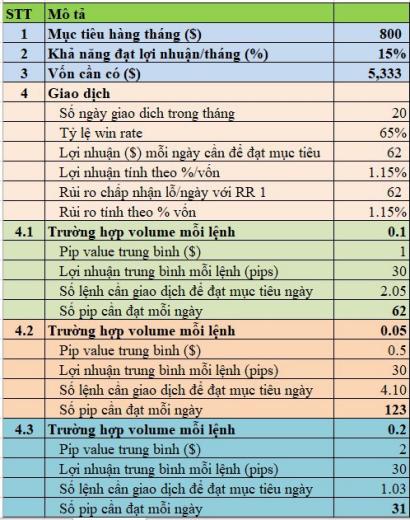 STT Mô tả
1 Mục tiêu hàng tháng ($) 800
2 Khả năng đạt lợi nhuận/tháng (%) 15%
3 Vốn cần có ($) 5,333
4 Giao dịch
Số ngày giao dich trong tháng 20
Tỷ lệ win rate 65%
Lợi nhuận ($) mỗi ngày cần để đạt mục tiêu 62
Lợi nhuận tính theo %/vốn 1.15%
Rủi ro chấp nhận lỗ/ngày với RR 1 62
Rủi ro tính theo % vốn 1.15%
4.1 Trường hợp volume mỗi lệnh 0.1
Pip value trung bình ($) 1
Lợi nhuận trung bình mỗi lệnh (pips) 30
Số lệnh cần giao dịch để đạt mục tiêu ngày 2.05
Số pip cần đạt mỗi ngày 62
4.2 Trường hợp volume mỗi lệnh 0.05
Pip value trung bình ($) 0.5
Lợi nhuận trung bình mỗi lệnh (pips) 30
Số lệnh cần giao dịch để đạt mục tiêu ngày 4.10
Số pip cần đạt mỗi ngày 123
4.3 Trường hợp volume mỗi lệnh 0.2
Pip value trung bình ($) 2
Lợi nhuận trung bình mỗi lệnh (pips) 30
Số lệnh cần giao dịch để đạt mục tiêu ngày 1.03
Số pip cần đạt mỗi ngày 31